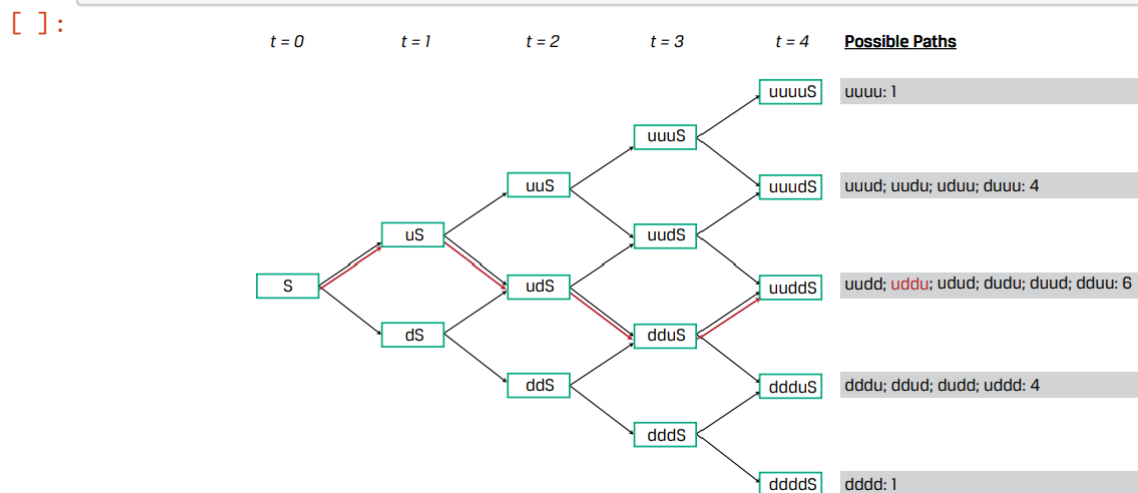 [ ]:
t = 0 t = 1 t = 2 t = 3 t = 4 Possible Paths
uuuuS uuuu: 1
uuuS
uuS uuudS uuud; uudu; uduu; duuu: 4
uS uudS
S udS uuddS uudd; uddu; udud; dudu; duud; dduu: 6
dS dduS
ddS ddduS dddu; ddud; dudd; uddd: 4
dddS
ddddS dddd: 1